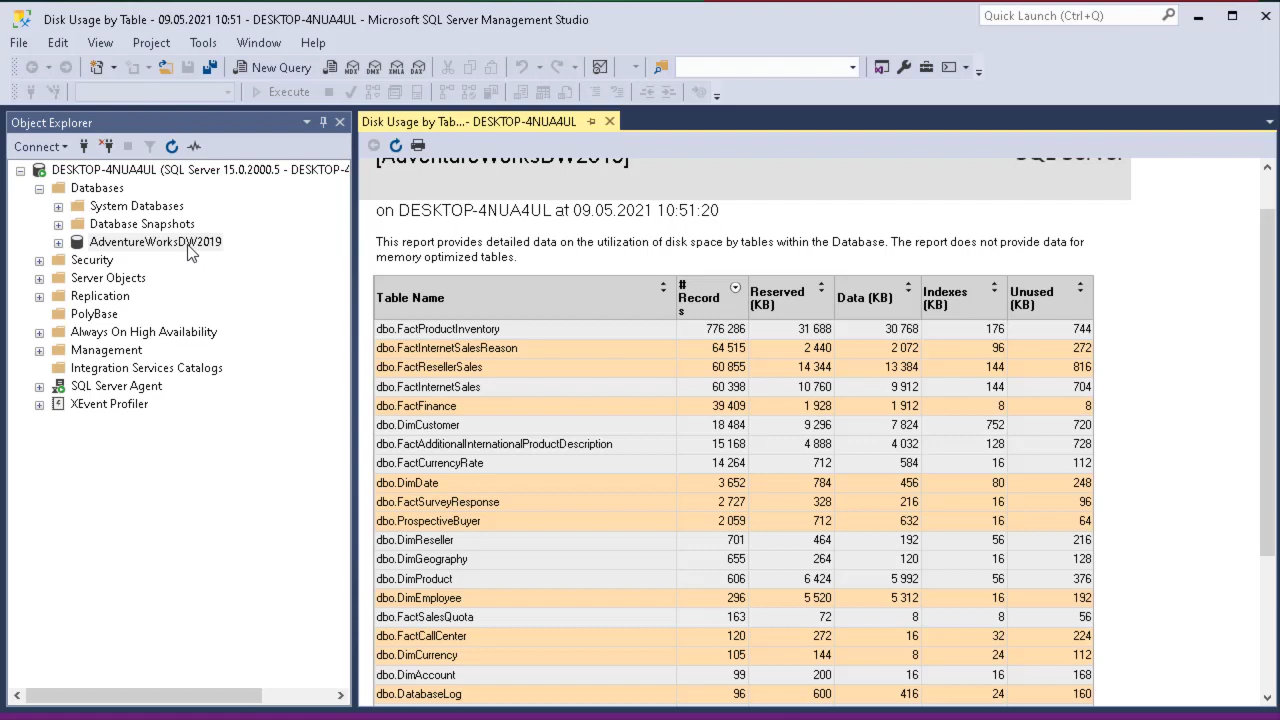 Disk Usage by Table - 09.05.2021 10:51 - DESKTOP-4NUA4UL - Microsoft SQL Server Management Studio
Quick Launch (Ctrl+Q)
File Edit View Project Tools Window Help
New Query MDX DMX XMLA DAX
Execute
Object Explorer
Connect
DESKTOP-4NUA4UL (SQL Server 15.0.2000.5 - DESKTOP-4
Databases
System Databases
Database Snapshots
AdventureWorksDW2019
Security
Server Objects
Replication
PolyBase
Always On High Availability
Management
Integration Services Catalogs
SQL Server Agent
XEvent Profiler
Disk Usage by Tab...- DESKTOP-4NUA4UL
[AdventureWorksDW2019]
SQL Server
on DESKTOP-4NUA4UL at 09.05.2021 10:51:20
This report provides detailed data on the utilization of disk space by tables within the Database. The report does not provide data for
memory optimized tables.
Table Name # Records Reserved (KB) Data (KB) Indexes (KB) Unused (KB)
dbo.FactProductInventory 776 286 31 688 30 768 176 744
dbo.FactInternetSalesReason 64 515 2 440 2 072 96 272
dbo.FactResellerSales 60 855 14 344 13 384 144 816
dbo.FactInternetSales 60 398 10 760 9 912 144 704
dbo.FactFinance 39 409 1 928 1 912 8 8
dbo.DimCustomer 18 484 9 296 7 824 752 720
dbo.FactAdditionalInternationalProductDescription 15 168 4 888 4 032 128 728
dbo.FactCurrencyRate 14 264 712 584 16 112
dbo.DimDate 3 652 784 456 80 248
dbo.FactSurveyResponse 2 727 328 216 16 96
dbo.ProspectiveBuyer 2 059 712 632 16 64
dbo.DimReseller 701 464 192 56 216
dbo.DimGeography 655 264 120 16 128
dbo.DimProduct 606 6 424 5 992 56 376
dbo.DimEmployee 296 5 520 5 312 16 192
dbo.FactSalesQuota 163 72 8 8 56
dbo.FactCallCenter 120 272 16 32 224
dbo.DimCurrency 105 144 8 24 112
dbo.DimAccount 99 200 16 16 168
dbo.DatabaseLog 96 600 416 24 160